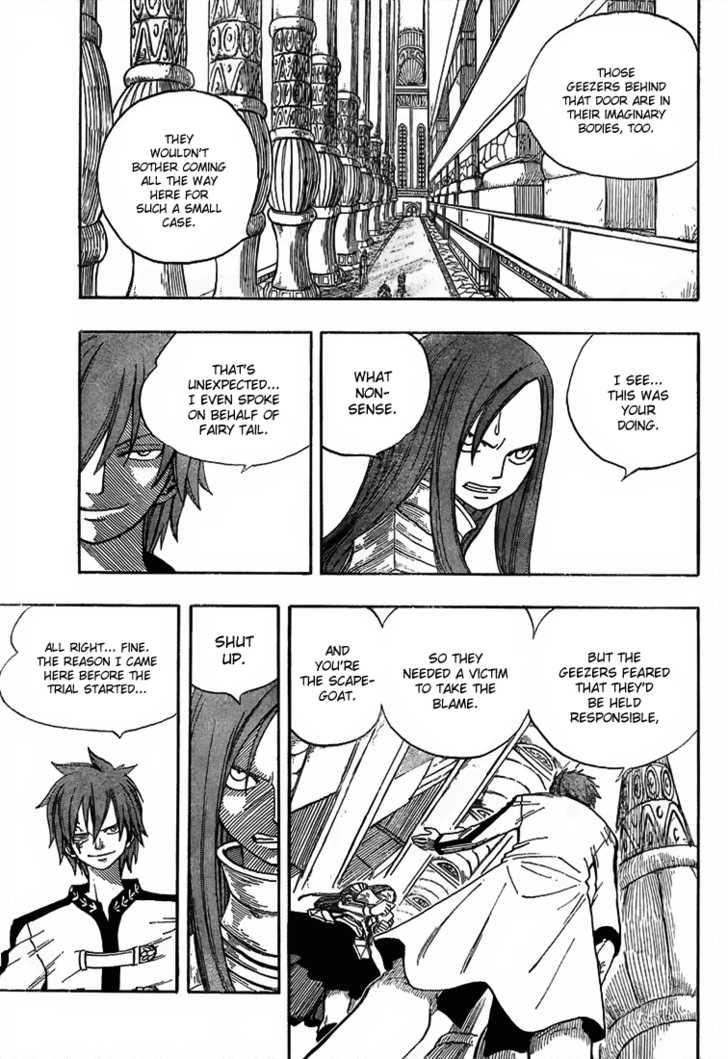 THOSE
GEEZERS BEHIND
THAT DOOR ARE IN
THEIR IMAGINARY
BODIES, TOO.
THEY
WOULDN'T
BOTHER COMING
ALL THE WAY
HERE FOR
SUCH A SMALL
CASE.
I SEE...
THIS WAS
YOUR
DOING.
WHAT
NON-
SENSE.
THAT'S
UNEXPECTED...
I EVEN SPOKE
ON BEHALF OF
FAIRY TAIL.
BUT THE
GEEZERS FEARED
THAT THEY'D
BE HELD
RESPONSIBLE,
SO THEY
NEEDED A VICTIM
TO TAKE THE
BLAME.
AND
YOU'RE
THE SCAPE-
GOAT.
SHUT
UP.
ALL RIGHT... FINE.
THE REASON I CAME
HERE BEFORE THE
TRIAL STARTED...